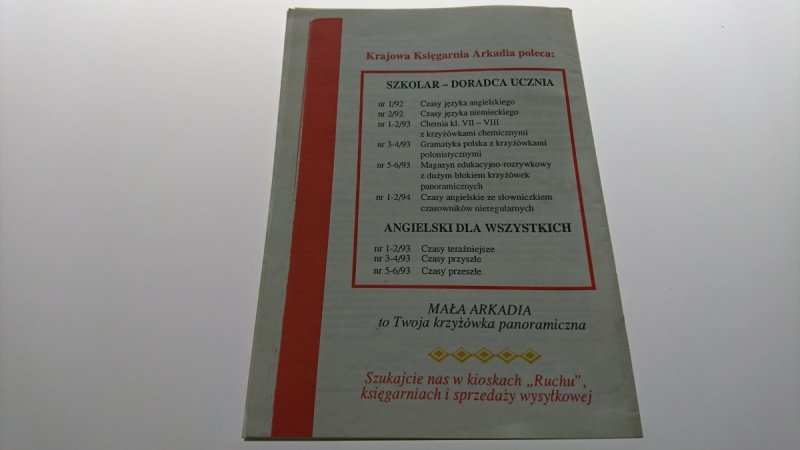 Krajowa Księgarnia Arkadia poleca:
SZKOLAR – DORADCA UCZNIA
nr 1/92 Czasy języka angielskiego
nr 2/92 Czasy języka niemieckiego
nr 1-2/93 Chemia kl. VII – VIII
z krzyżówkami chemicznymi
nr 3-4/93 Gramatyka polska z krzyżówkami
polonistycznymi
nr 5-6/93 Magazyn edukacyjno-rozrywkowy
z dużym blokiem krzyżówek
panoramicznych
nr 1-2/94 Czasy angielskie ze słowniczkiem
czasowników nieregularnych
ANGIELSKI DLA WSZYSTKICH
nr 1-2/93 Czasy teraźniejsze
nr 3-4/93 Czasy przyszłe
nr 5-6/93 Czasy przeszłe
MAŁA ARKADIA
to Twoja krzyżówka panoramiczna
Szukajcie nas w kioskach „Ruchu”,
księgarniach i sprzedaży wysyłkowej